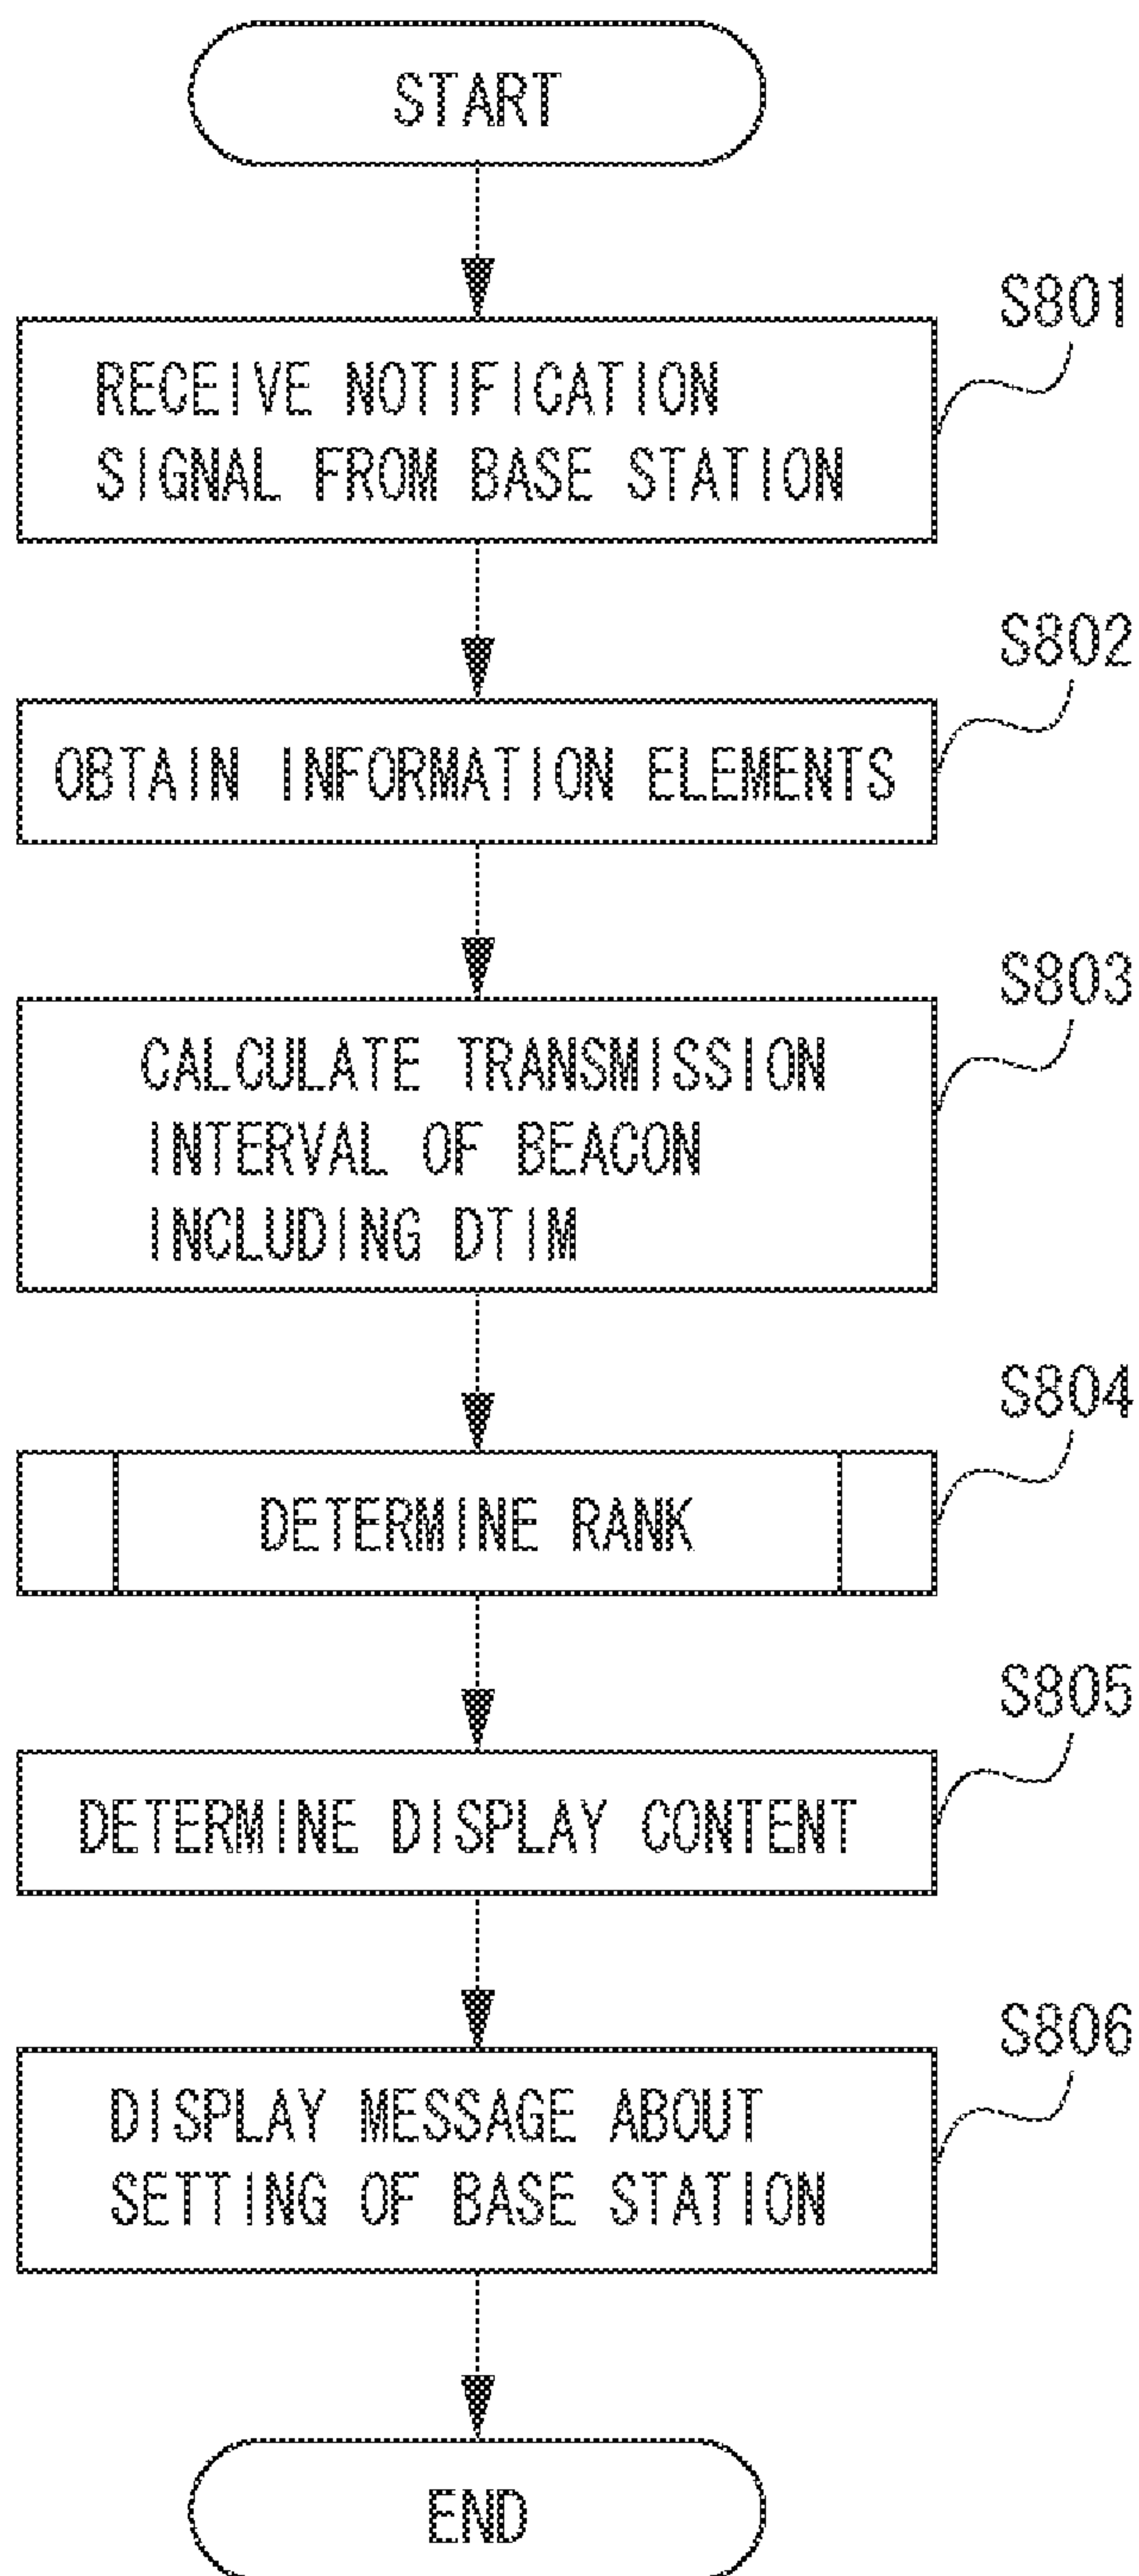 START
S801
RECEIVE NOTIFICATION
SIGNAL FROM BASE STATION
S802
OBTAIN INFORMATION ELEMENTS
S803
CALCULATE TRANSMISSION
INTERVAL OF BEACON
INCLUDING DTIM
S804
DETERMINE RANK
S805
DETERMINE DISPLAY CONTENT
S806
DISPLAY MESSAGE ABOUT
SETTING OF BASE STATION
END